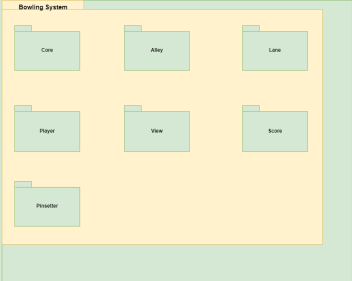 Bowling System
Core
Alley
Lane
Player
View
Score
Pinsetter